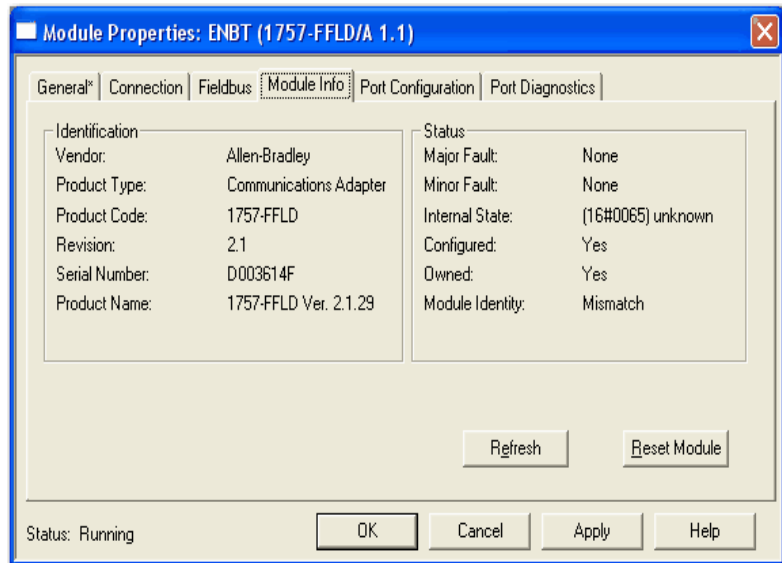 Module Properties: ENBT (1757-FFLD/A 1.1)
General* Connection Fieldbus Module Info Port Configuration Port Diagnostics
Identification
Vendor: Allen-Bradley
Product Type: Communications Adapter
Product Code: 1757-FFLD
Revision: 2.1
Serial Number: D003614F
Product Name: 1757-FFLD Ver. 2.1.29
Status
Major Fault: None
Minor Fault: None
Internal State: (16#0065) unknown
Configured: Yes
Owned: Yes
Module Identity: Mismatch
Refresh Reset Module
Status: Running OK Cancel Apply Help